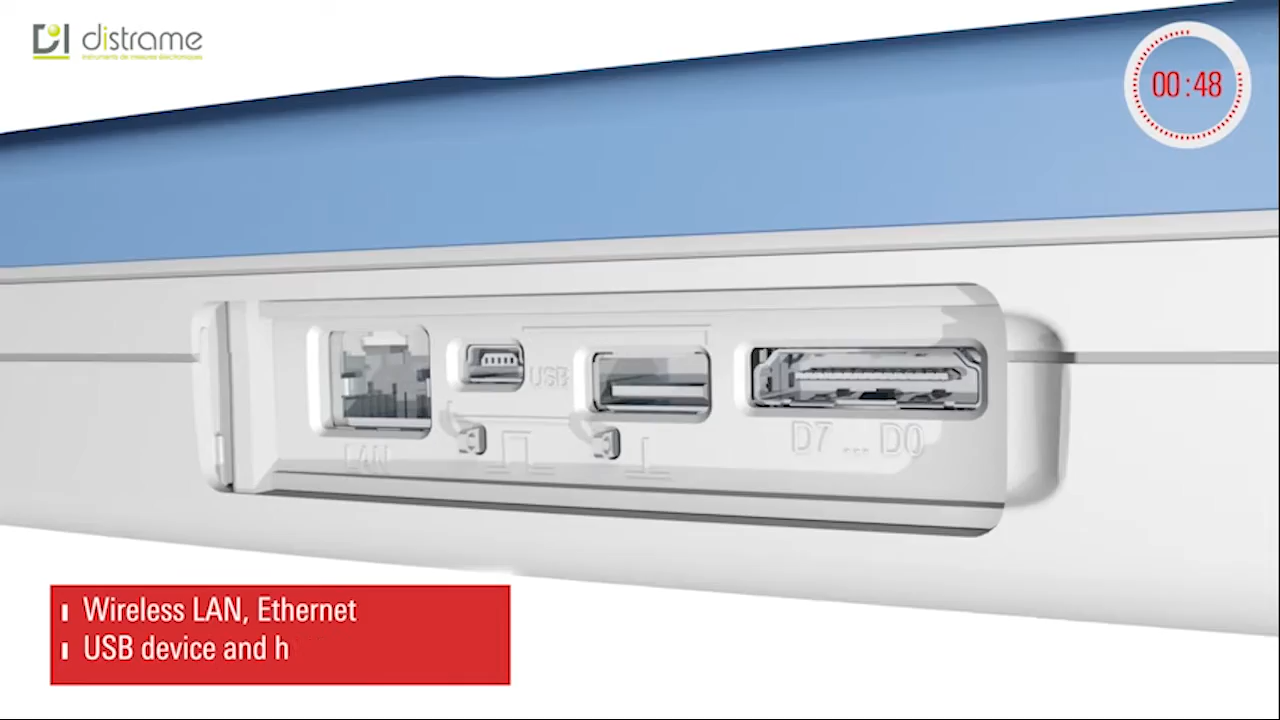 distrame
instruments de mesures électroniques
00:48
USB
LAN
D7 ... D0
Wireless LAN, Ethernet
USB device and h